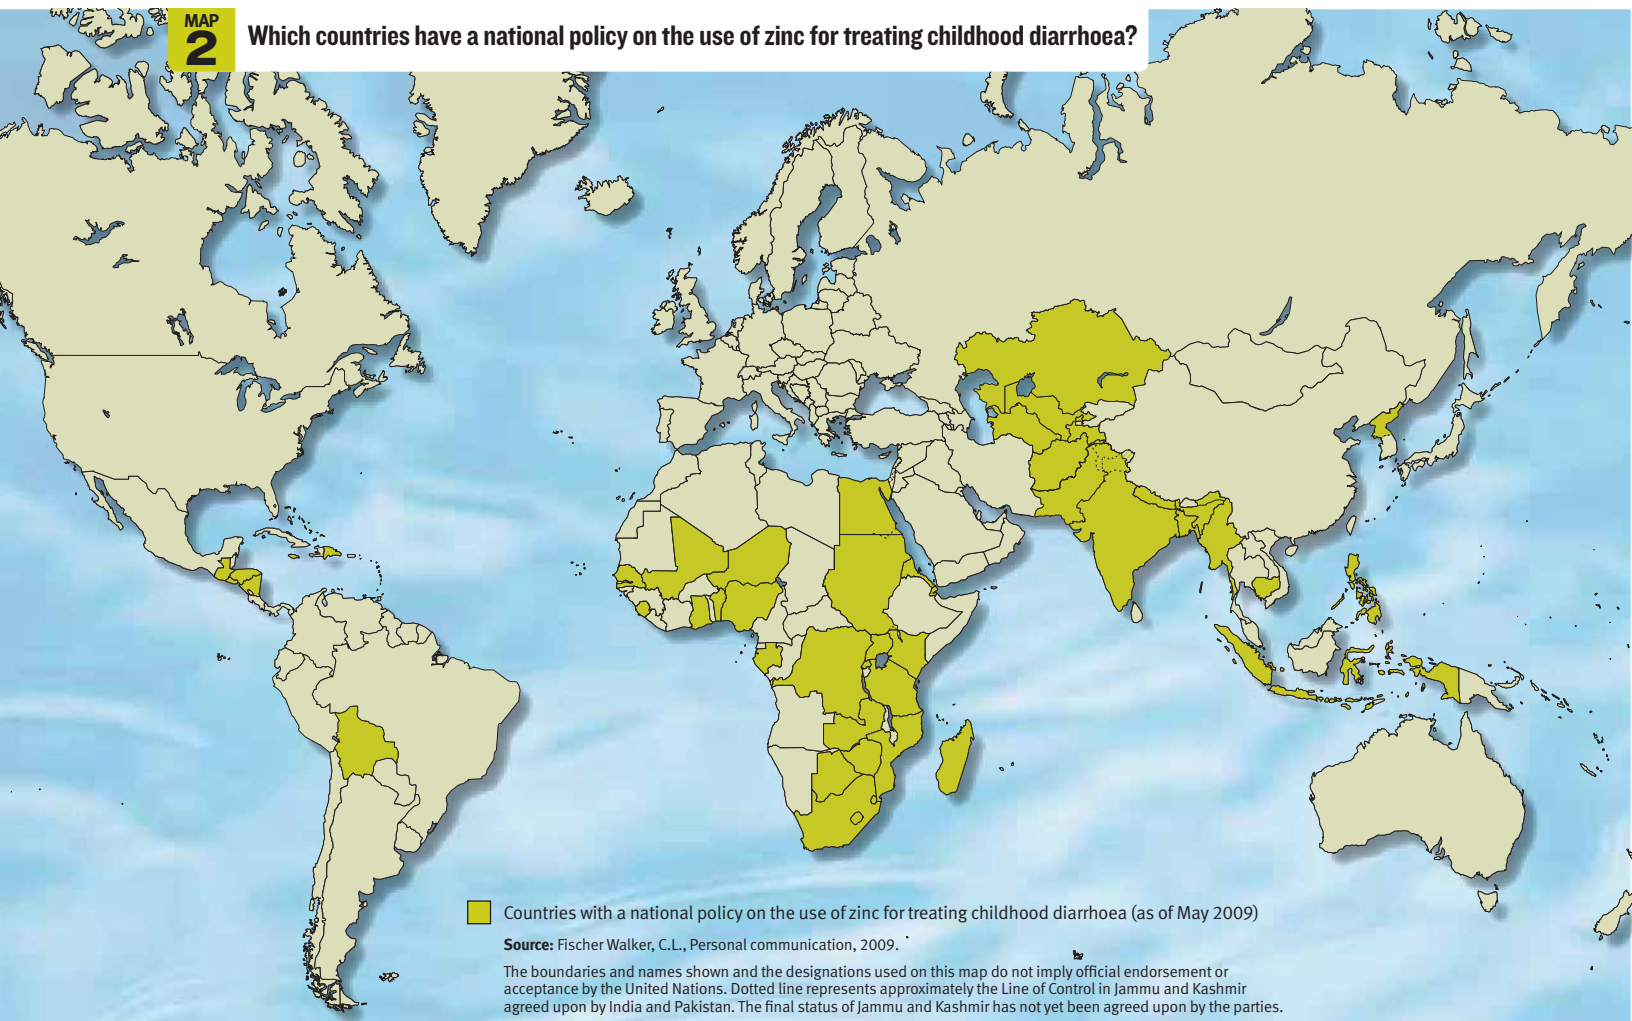 MAP
2
Which countries have a national policy on the use of zinc for treating childhood diarrhoea?
Countries with a national policy on the use of zinc for treating childhood diarrhoea (as of May 2009)
Source: Fischer Walker, C.L., Personal communication, 2009.
The boundaries and names shown and the designations used on this map do not imply official endorsement or
acceptance by the United Nations. Dotted line represents approximately the Line of Control in Jammu and Kashmir
agreed upon by India and Pakistan. The final status of Jammu and Kashmir has not yet been agreed upon by the parties.